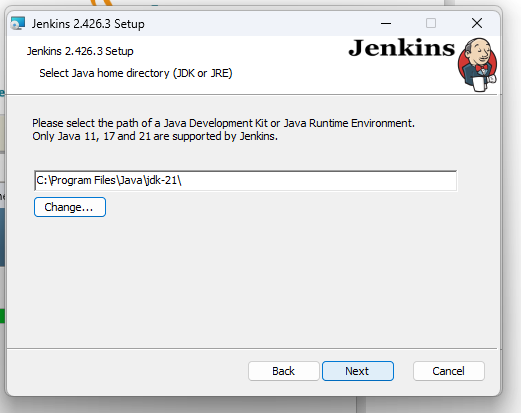 Jenkins 2.426.3 Setup
Jenkins 2.426.3 Setup
Jenkins
Select Java home directory (JDK or JRE)
Please select the path of a Java Development Kit or Java Runtime Environment.
Only Java 11, 17 and 21 are supported by Jenkins.
C:\Program Files\Java\jdk-21\
Change...
Back
Next
Cancel